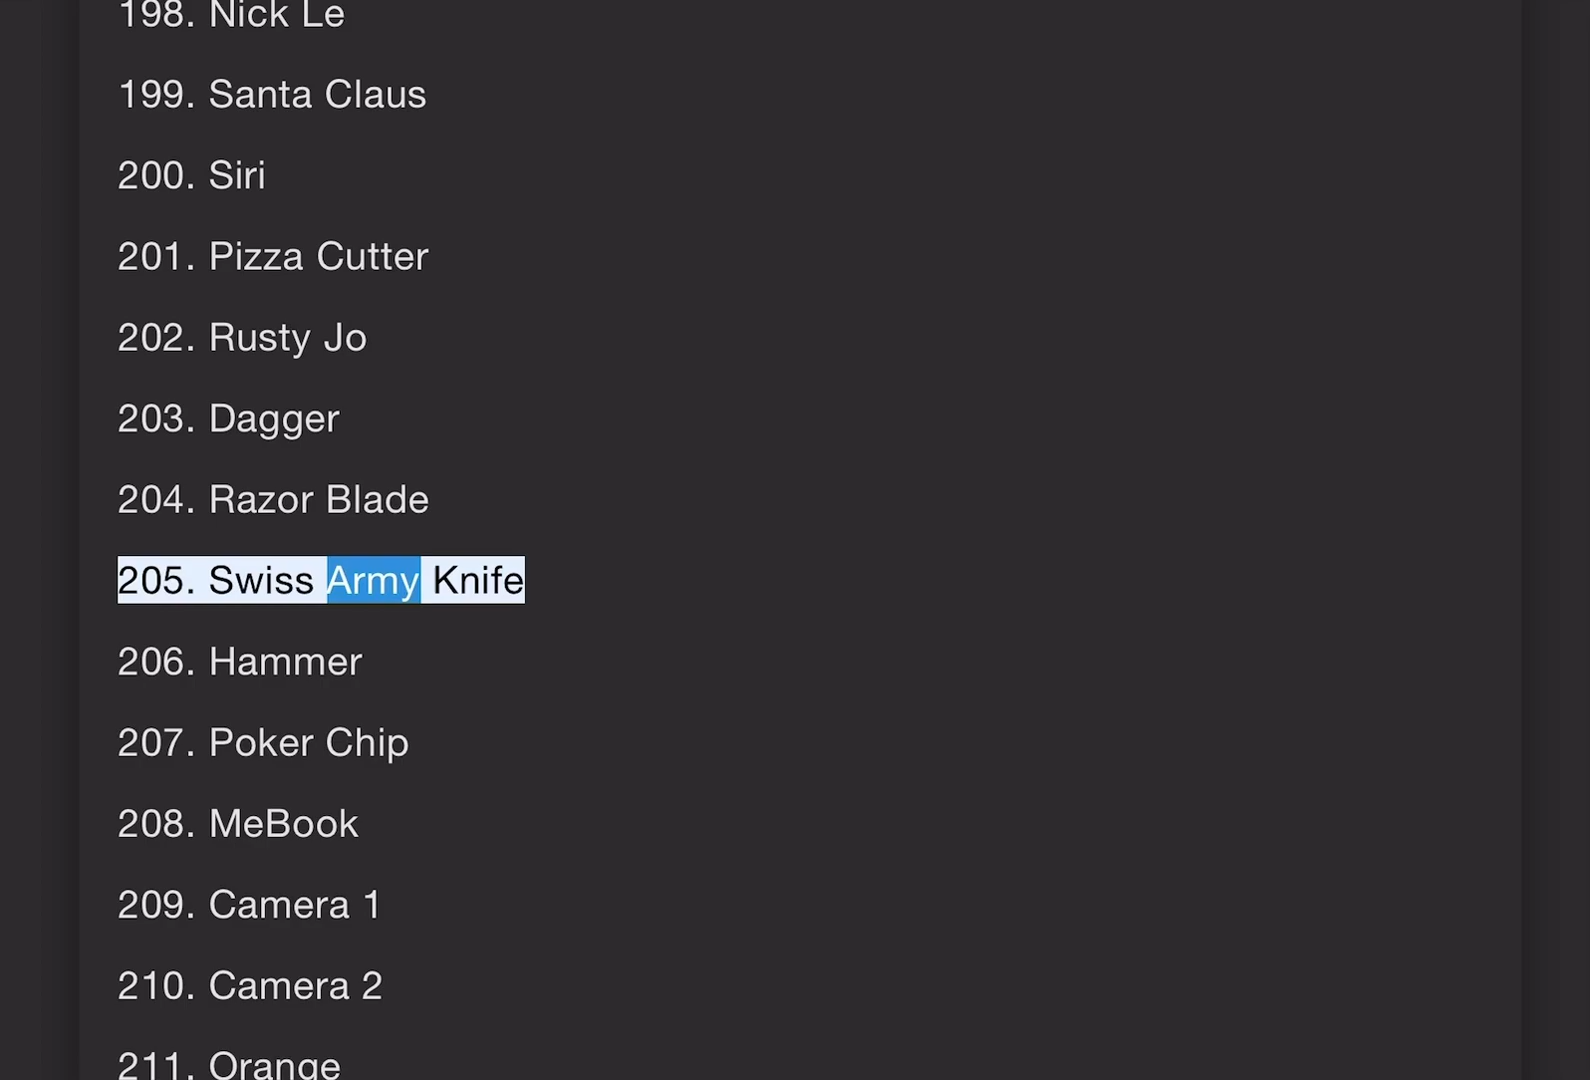 198. Nick Le
199. Santa Claus
200. Siri
201. Pizza Cutter
202. Rusty Jo
203. Dagger
204. Razor Blade
205. Swiss Army Knife
206. Hammer
207. Poker Chip
208. MeBook
209. Camera 1
210. Camera 2
211. Orange